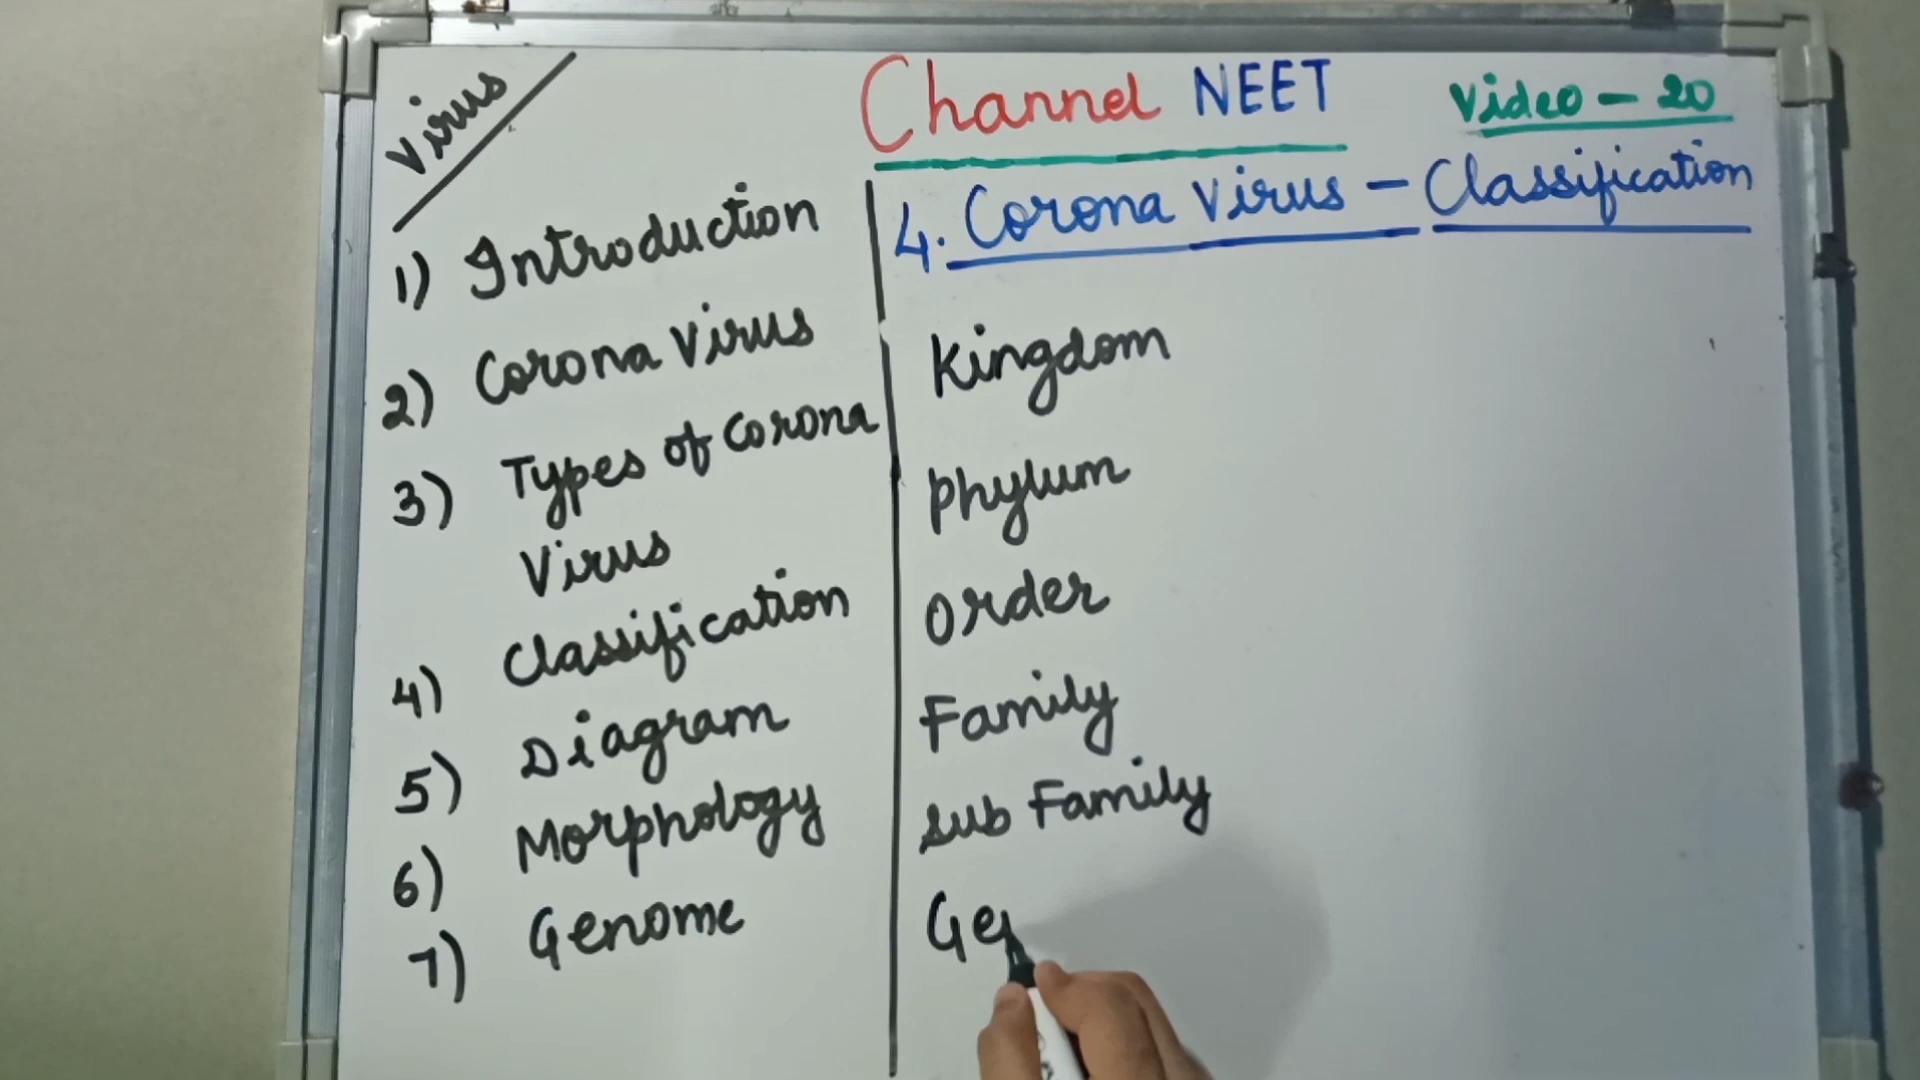 Virus
Channel NEET
Video - 20
1) Introduction
2) Corona Virus
3) Types of Corona
Virus
4) Classification
5) Diagram
6) Morphology
7) Genome
4. Corona Virus - Classification
Kingdom
Phylum
Order
Family
Sub Family
Ge